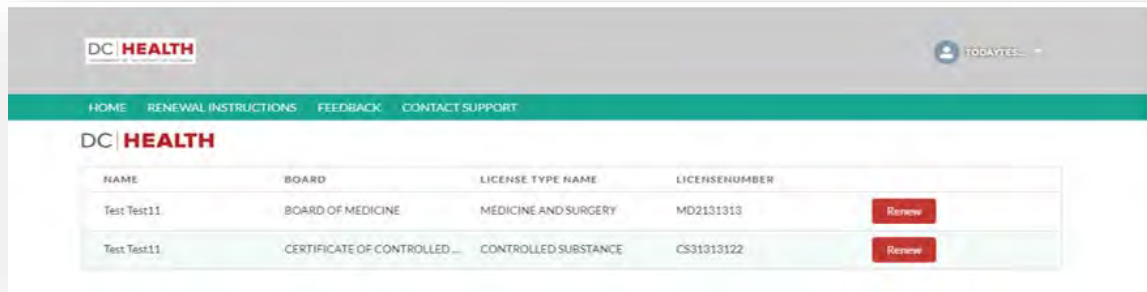 DC HEALTH
TODAYTES...
HOME RENEWAL INSTRUCTIONS FEEDBACK CONTACT SUPPORT
DC HEALTH
NAME BOARD LICENSE TYPE NAME LICENSENUMBER
Test Test11 BOARD OF MEDICINE MEDICINE AND SURGERY MD2131313 Renew
Test Test11 CERTIFICATE OF CONTROLLED ... CONTROLLED SUBSTANCE CS31313122 Renew